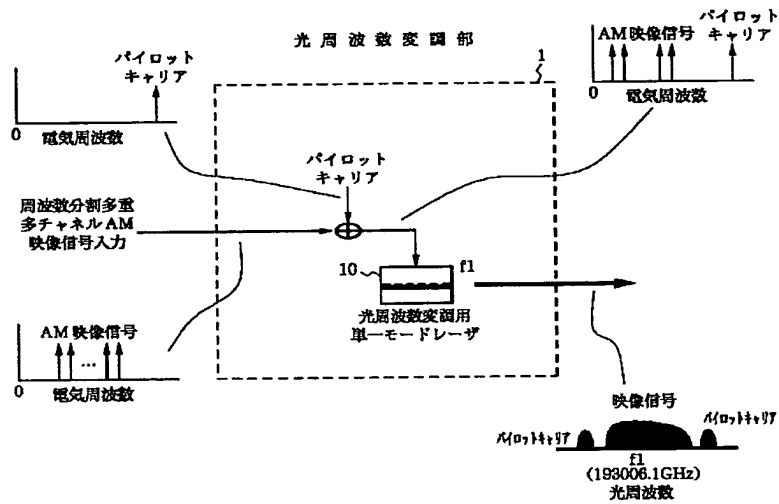 光周波数変調部
1
パイロット
キャリア
0
電気周波数
AM 映像信号
パイロット
キャリア
0
電気周波数
パイロット
キャリア
周波数分割多重
多チャネル AM
映像信号入力
10
f1
光周波数変調用
単一モードレーザ
AM 映像信号
...
0
電気周波数
映像信号
パイロットキャリア
パイロットキャリア
f1
(193006.1GHz)
光周波数